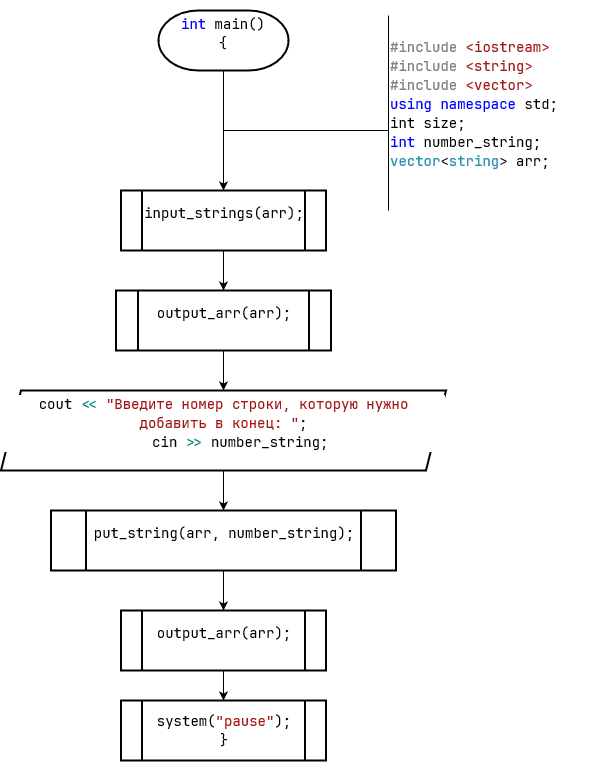 int main()
{
#include <iostream>
#include <string>
#include <vector>
using namespace std;
int size;
int number_string;
vector<string> arr;
input_strings(arr);
output_arr(arr);
cout << "Введите номер строки, которую нужно
добавить в конец: ";
cin >> number_string;
put_string(arr, number_string);
output_arr(arr);
system("pause");
}